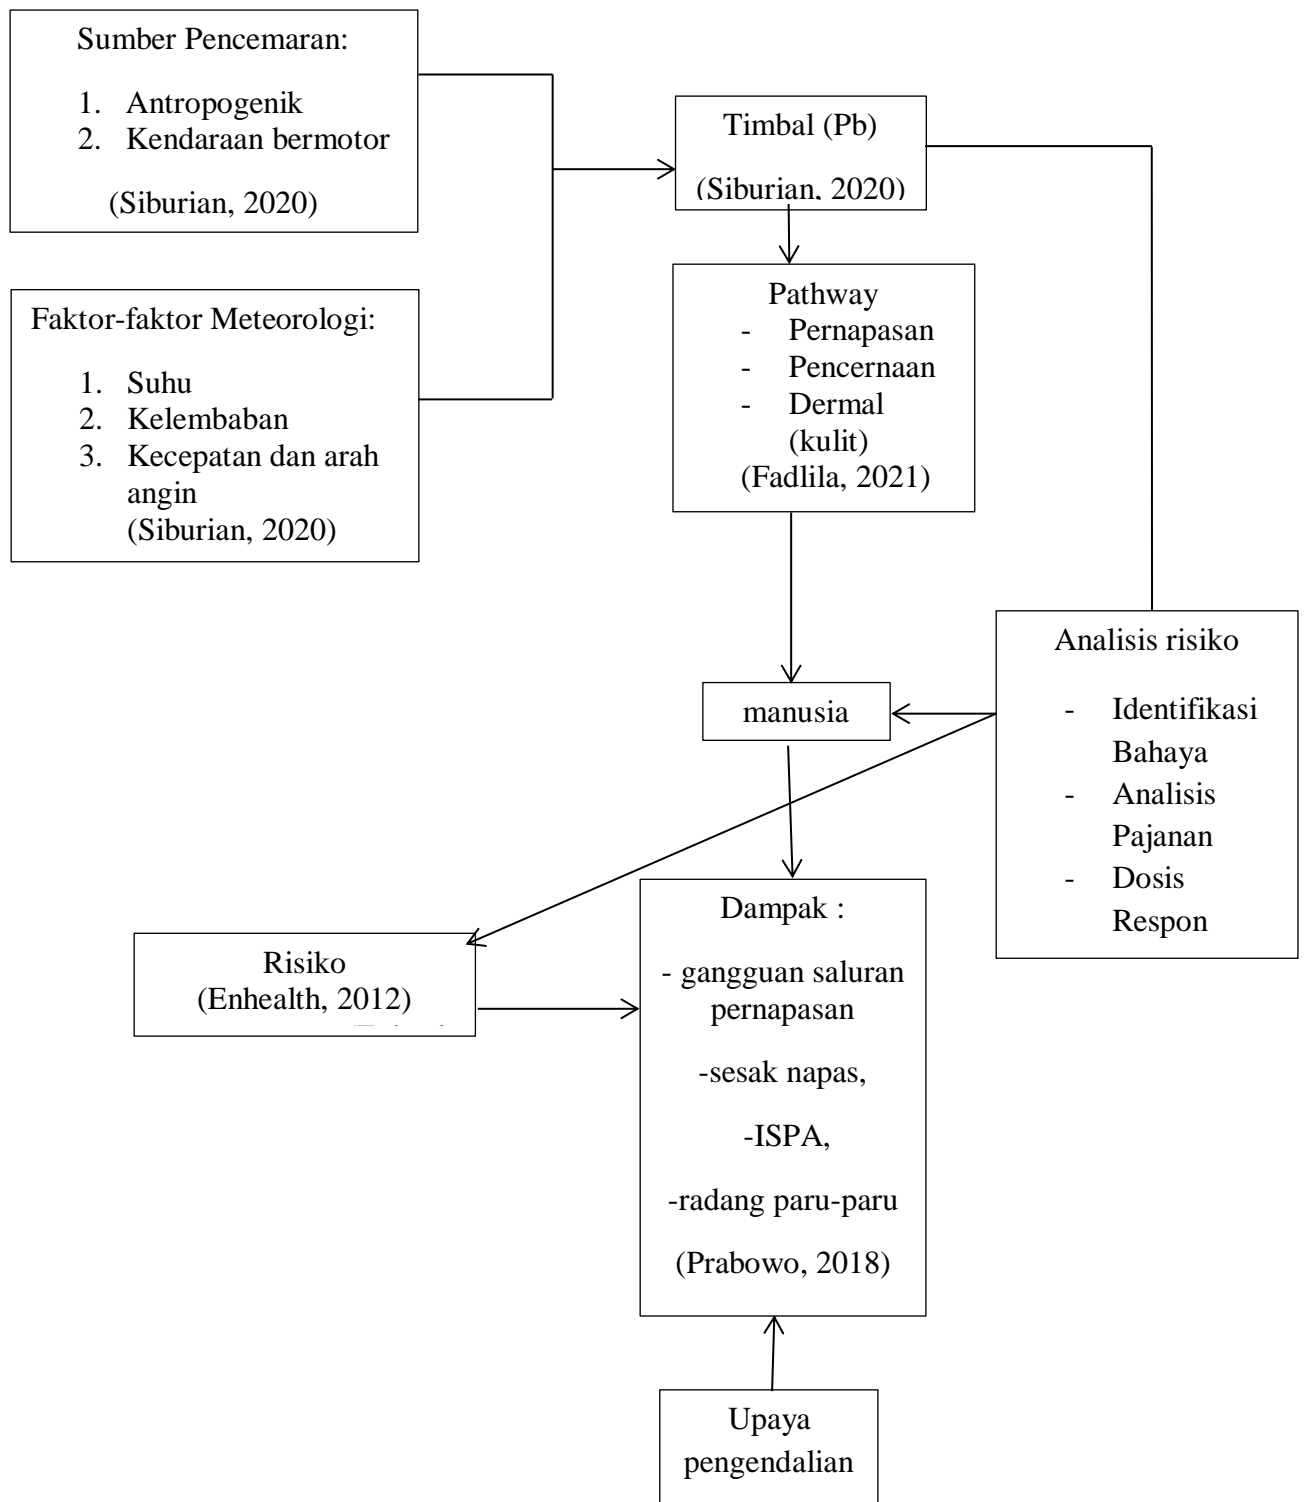 Sumber Pencemaran:
1. Antropogenik
2. Kendaraan bermotor
(Siburian, 2020)
Faktor-faktor Meteorologi:
1. Suhu
2. Kelembaban
3. Kecepatan dan arah
angin
(Siburian, 2020)
Timbal (Pb)
(Siburian, 2020)
Pathway
- Pernapasan
- Pencernaan
- Dermal
(kulit)
(Fadlila, 2021)
manusia
Analisis risiko
- Identifikasi
Bahaya
- Analisis
Pajanan
- Dosis
Respon
Risiko
(Enhealth, 2012)
Dampak :
- gangguan saluran
pernapasan
-sesak napas,
-ISPA,
-radang paru-paru
(Prabowo, 2018)
Upaya
pengendalian